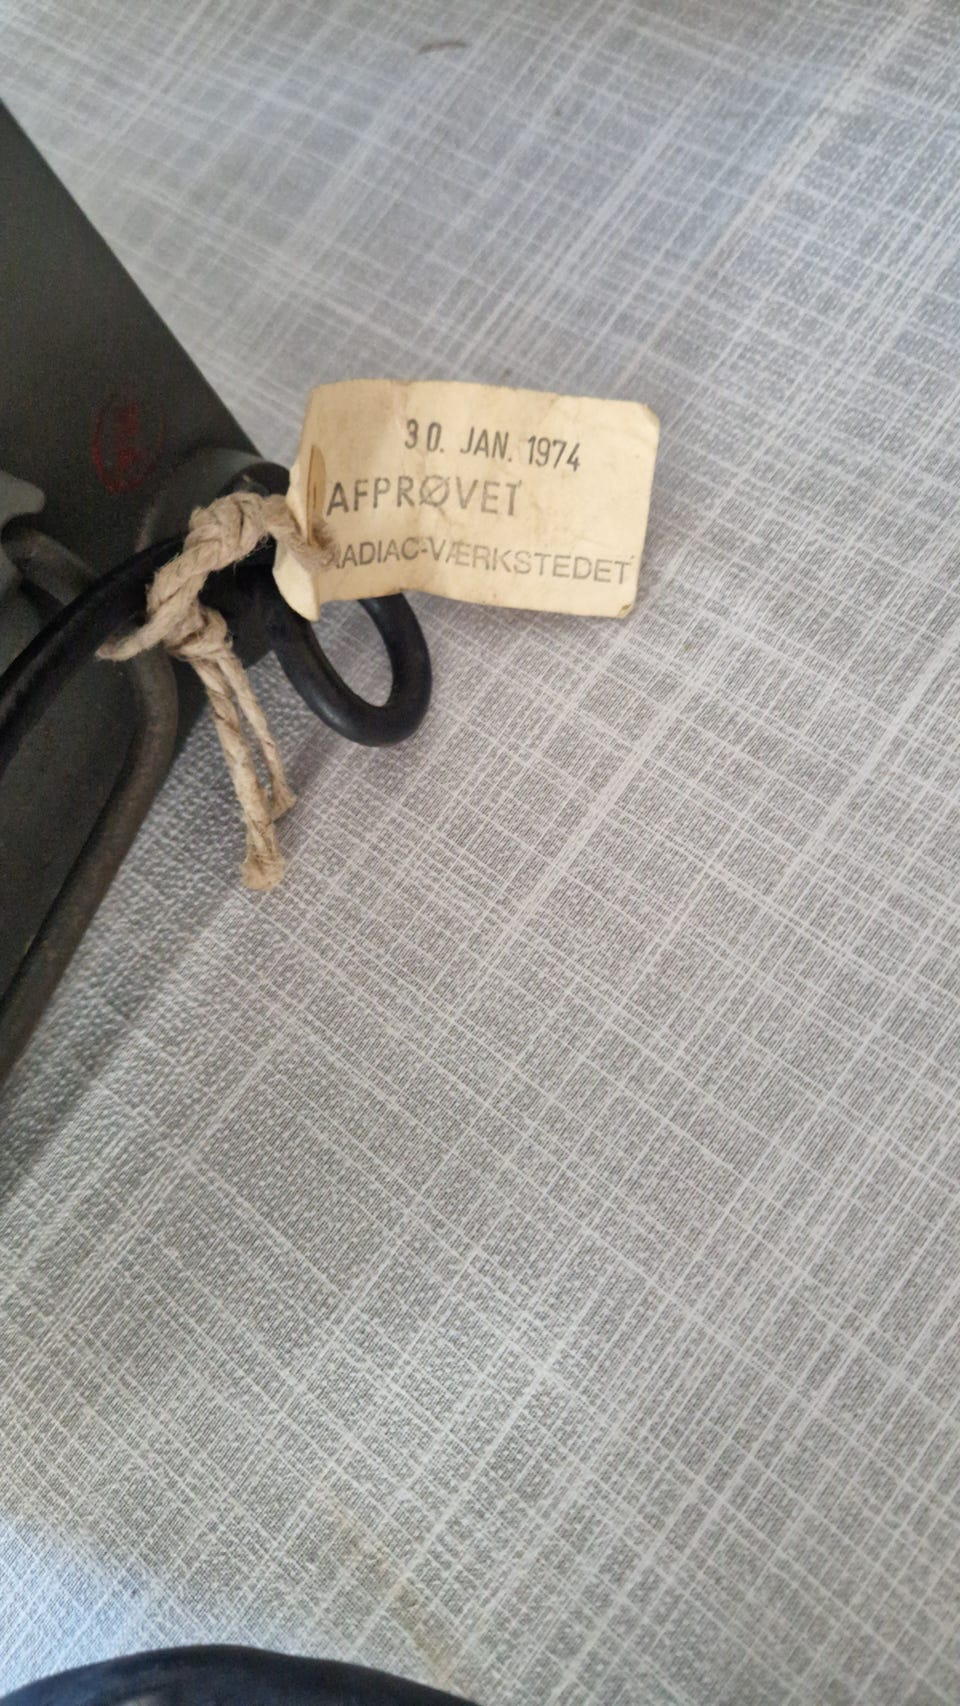 30. JAN. 1974
AFPRØVET
RADIAC-VÆRKSTEDET